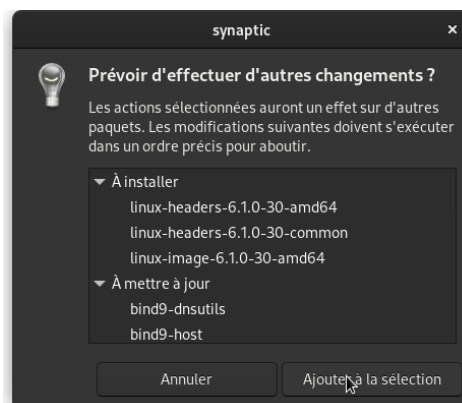 synaptic
×
Prévoir d'effectuer d'autres changements ?
Les actions sélectionnées auront un effet sur d'autres
paquets. Les modifications suivantes doivent s'exécuter
dans un ordre précis pour aboutir.
À installer
linux-headers-6.1.0-30-amd64
linux-headers-6.1.0-30-common
linux-image-6.1.0-30-amd64
À mettre à jour
bind9-dnsutils
bind9-host
Annuler
Ajouter à la sélection